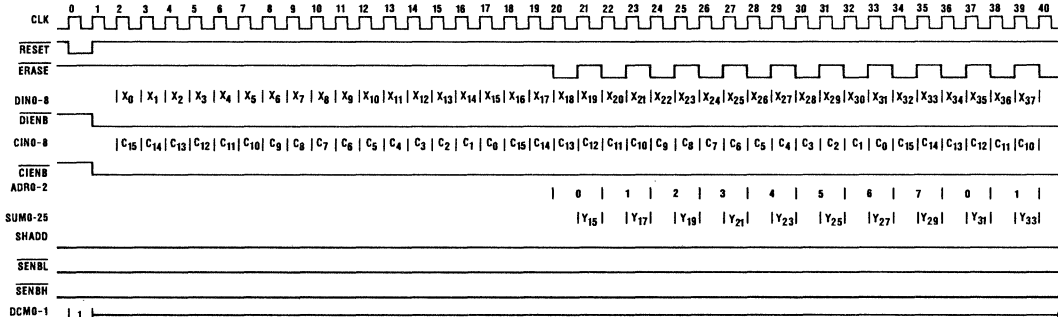 0 1 2 3 4 5 6 7 8 9 10 11 12 13 14 15 16 17 18 19 20 21 22 23 24 25 26 27 28 29 30 31 32 33 34 35 36 37 38 39 40
CLK
RESET
ERASE
DIN0-8 |X0|X1|X2|X3|X4|X5|X6|X7|X8|X9|X10|X11|X12|X13|X14|X15|X16|X17|X18|X19|X20|X21|X22|X23|X24|X25|X26|X27|X28|X29|X30|X31|X32|X33|X34|X35|X36|X37|
DIENB
CIN0-8 |C15|C14|C13|C12|C11|C10|C9|C8|C7|C6|C5|C4|C3|C2|C1|C0|C15|C14|C13|C12|C11|C10|C9|C8|C7|C6|C5|C4|C3|C2|C1|C0|C15|C14|C13|C12|C11|C10|
CIENB
ADR0-2 | 0 | 1 | 2 | 3 | 4 | 5 | 6 | 7 | 0 | 1 |
SUM0-25 |Y15| |Y17| |Y19| |Y21| |Y23| |Y25| |Y27| |Y29| |Y31| |Y33|
SHADD
SENBL
SENBH
DCM0-1 | 1 |